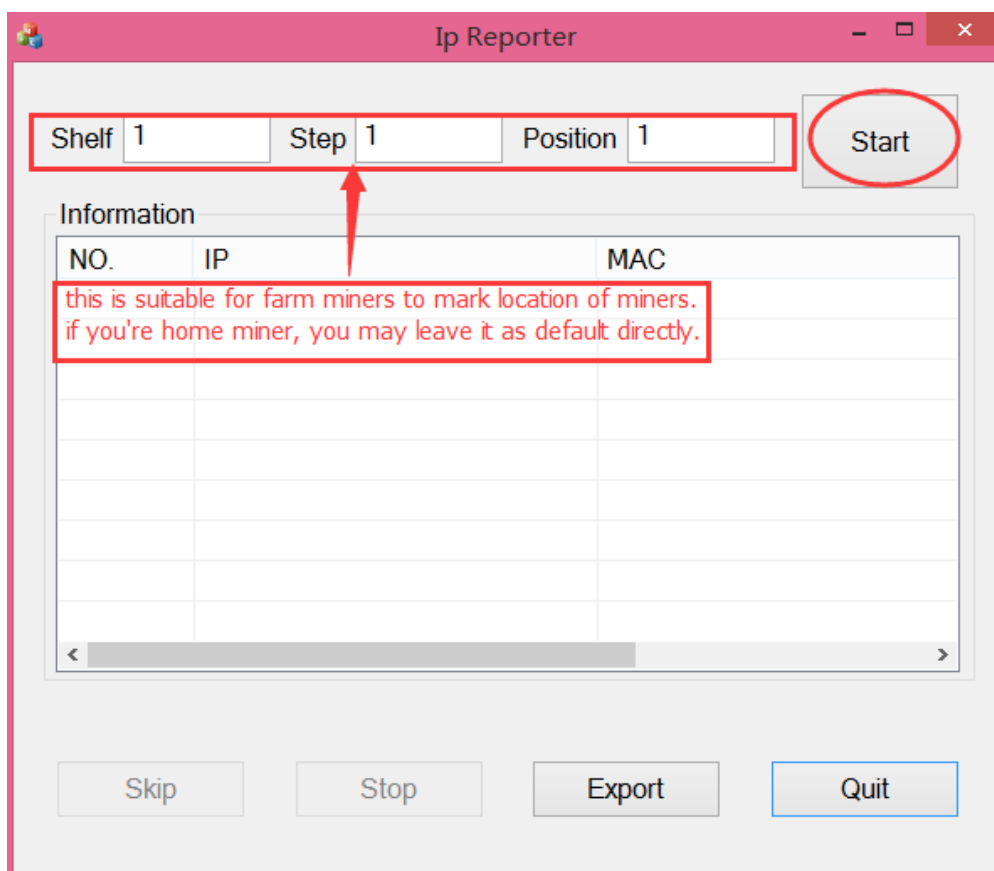 Ip Reporter
Shelf 1 Step 1 Position 1 Start
Information
NO. IP MAC
this is suitable for farm miners to mark location of miners.
if you're home miner, you may leave it as default directly.
Skip Stop Export Quit